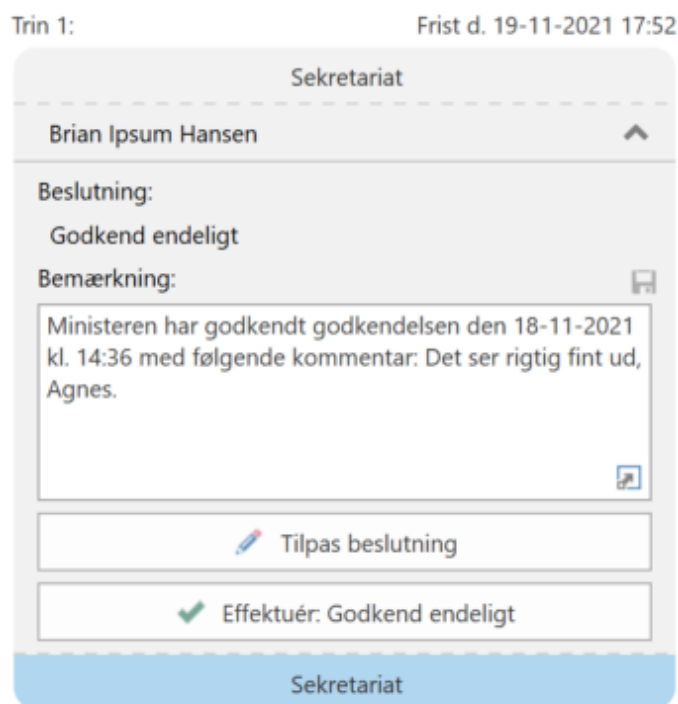 Trin 1: Frist d. 19-11-2021 17:52
Sekretariat
Brian Ipsum Hansen
Beslutning:
Godkend endeligt
Bemærkning:
Ministeren har godkendt godkendelsen den 18-11-2021
kl. 14:36 med følgende kommentar: Det ser rigtig fint ud,
Agnes.
Tilpas beslutning
Effektuér: Godkend endeligt
Sekretariat